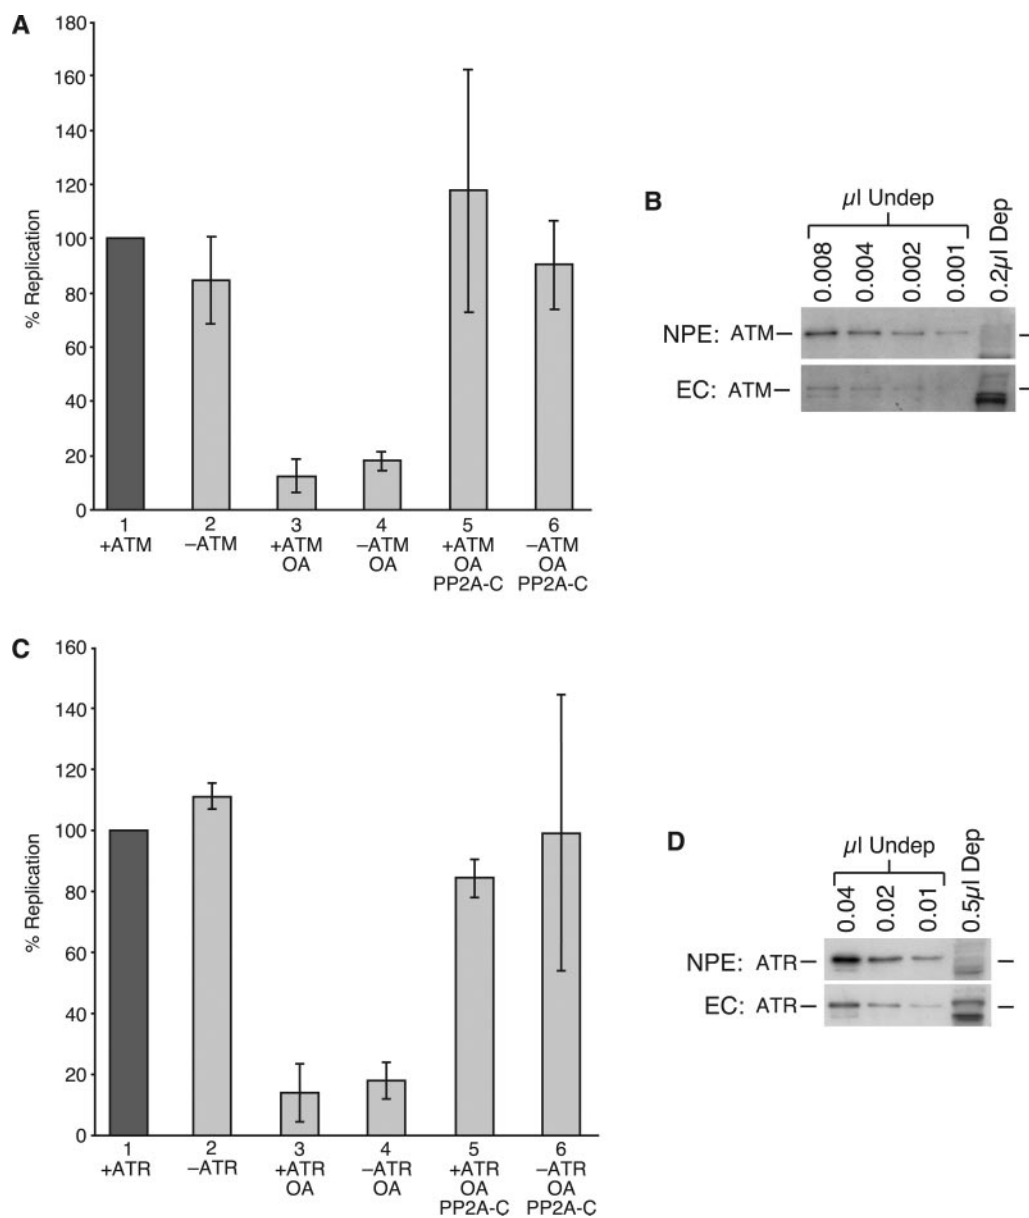 A
180
160
140
120
100
80
60
40
20
0
% Replication
1 2 3 4 5 6
+ATM –ATM +ATM –ATM +ATM –ATM
OA OA OA OA
PP2A-C PP2A-C
B
µl Undep
0.008 0.004 0.002 0.001 0.2µl Dep
NPE: ATM– –
EC: ATM– –
C
160
140
120
100
80
60
40
20
0
% Replication
1 2 3 4 5 6
+ATR –ATR +ATR –ATR +ATR –ATR
OA OA OA OA
PP2A-C PP2A-C
D
µl Undep
0.04 0.02 0.01 0.5µl Dep
NPE: ATR– –
EC: ATR– –